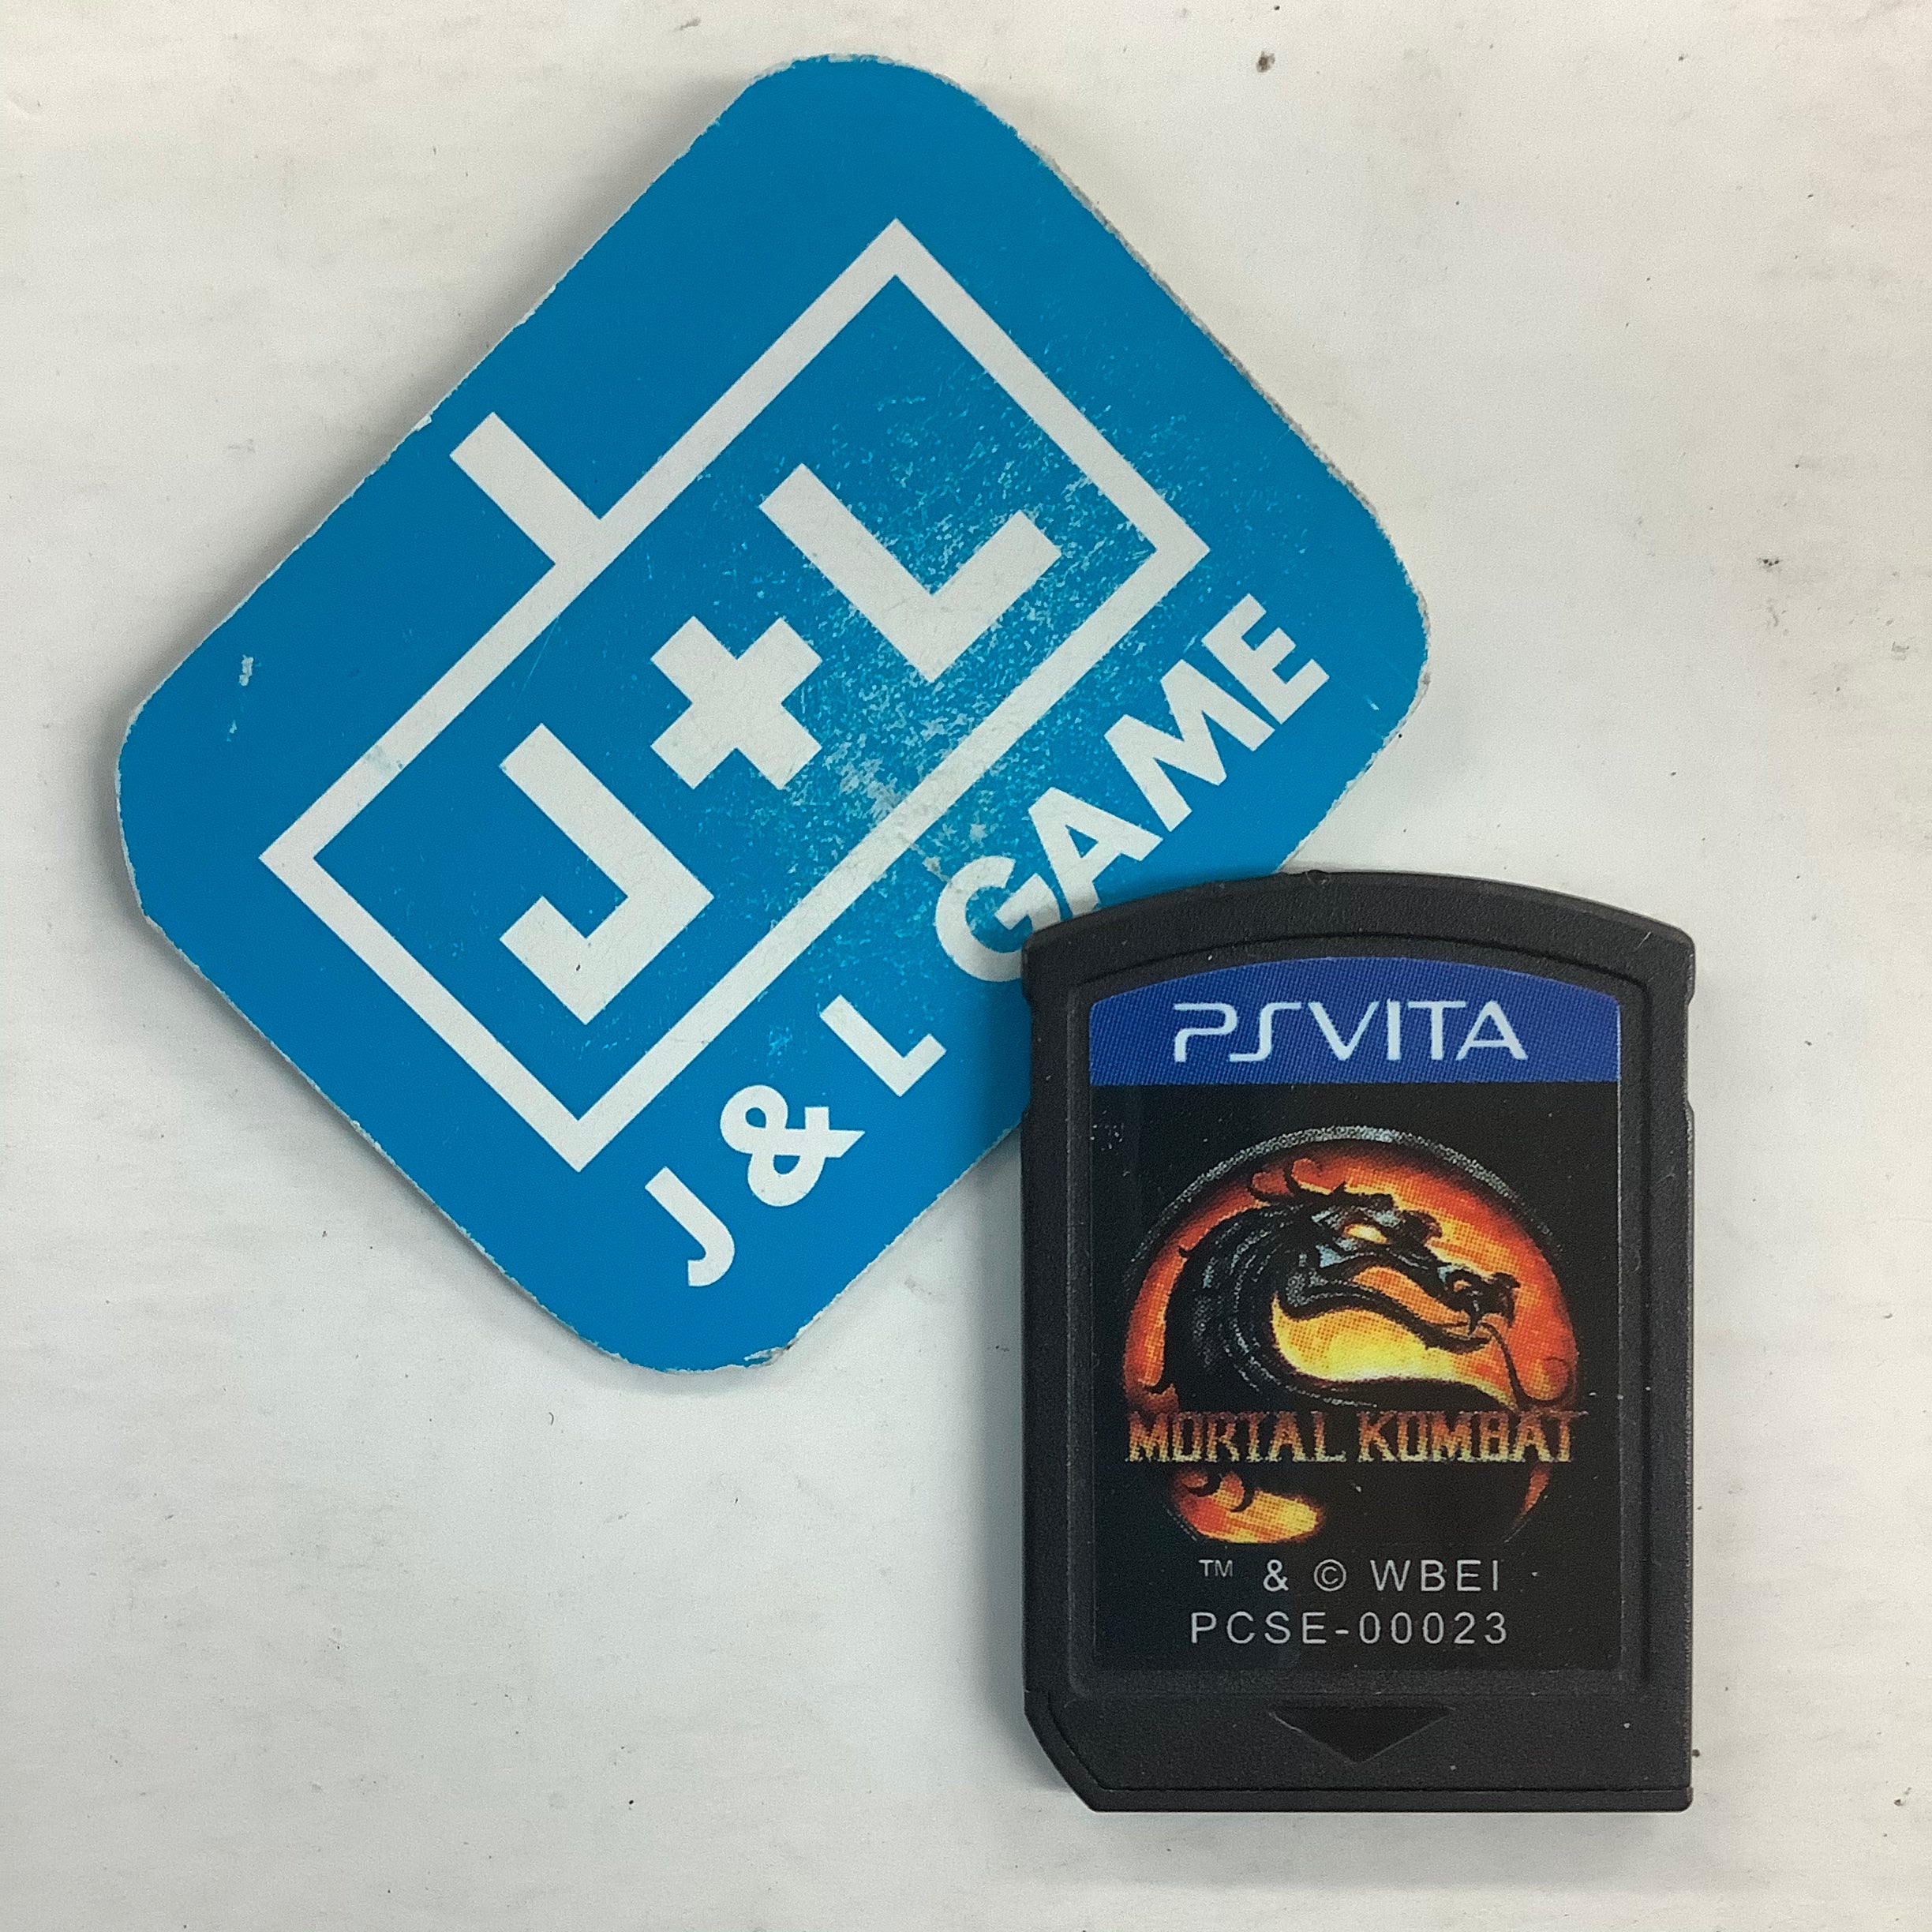 J+L
J & L GAME
PSVITA
MORTAL KOMBAT
™ & © WBEI
PCSE-00023